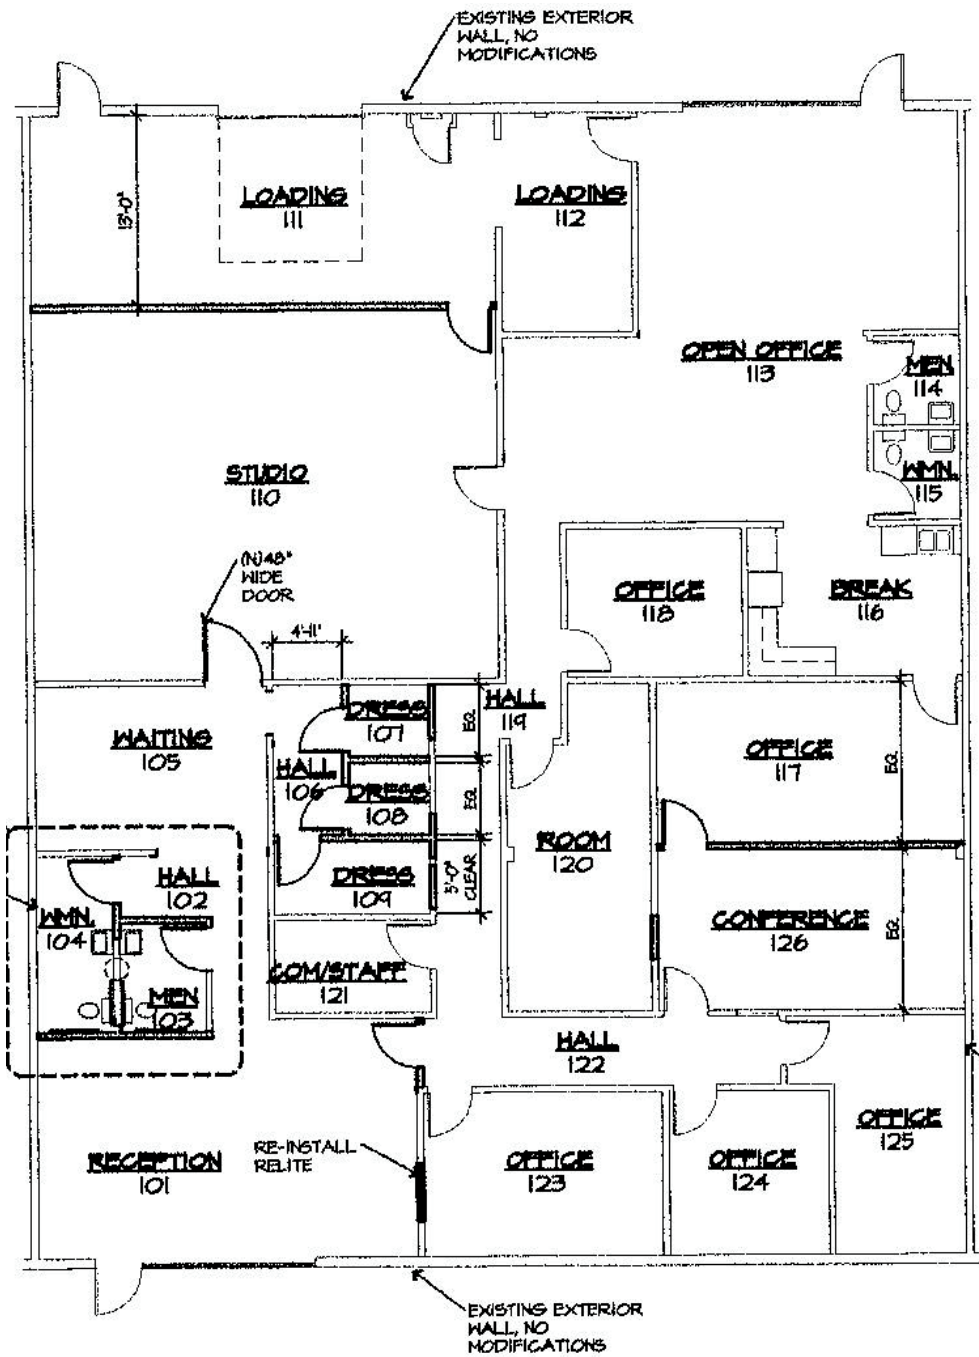 EXISTING EXTERIOR
WALL, NO
MODIFICATIONS
13'-0"
LOADING
111
LOADING
112
OPEN OFFICE
113
MEN
114
STUDIO
110
WMN.
115
(N)48"
WIDE
DOOR
OFFICE
118
BREAK
116
4'-11"
DRESS
107
EQ.
HALL
119
WAITING
105
HALL
106
OFFICE
117
EQ.
DRESS
108
EQ.
ROOM
120
DRESS
109
CLEAR
HALL
102
WMN.
104
CONFERENCE
126
EQ.
COM/STAFF
121
MEN
103
HALL
122
OFFICE
125
RE-INSTALL
RELITE
RECEPTION
101
OFFICE
123
OFFICE
124
EXISTING EXTERIOR
WALL, NO
MODIFICATIONS